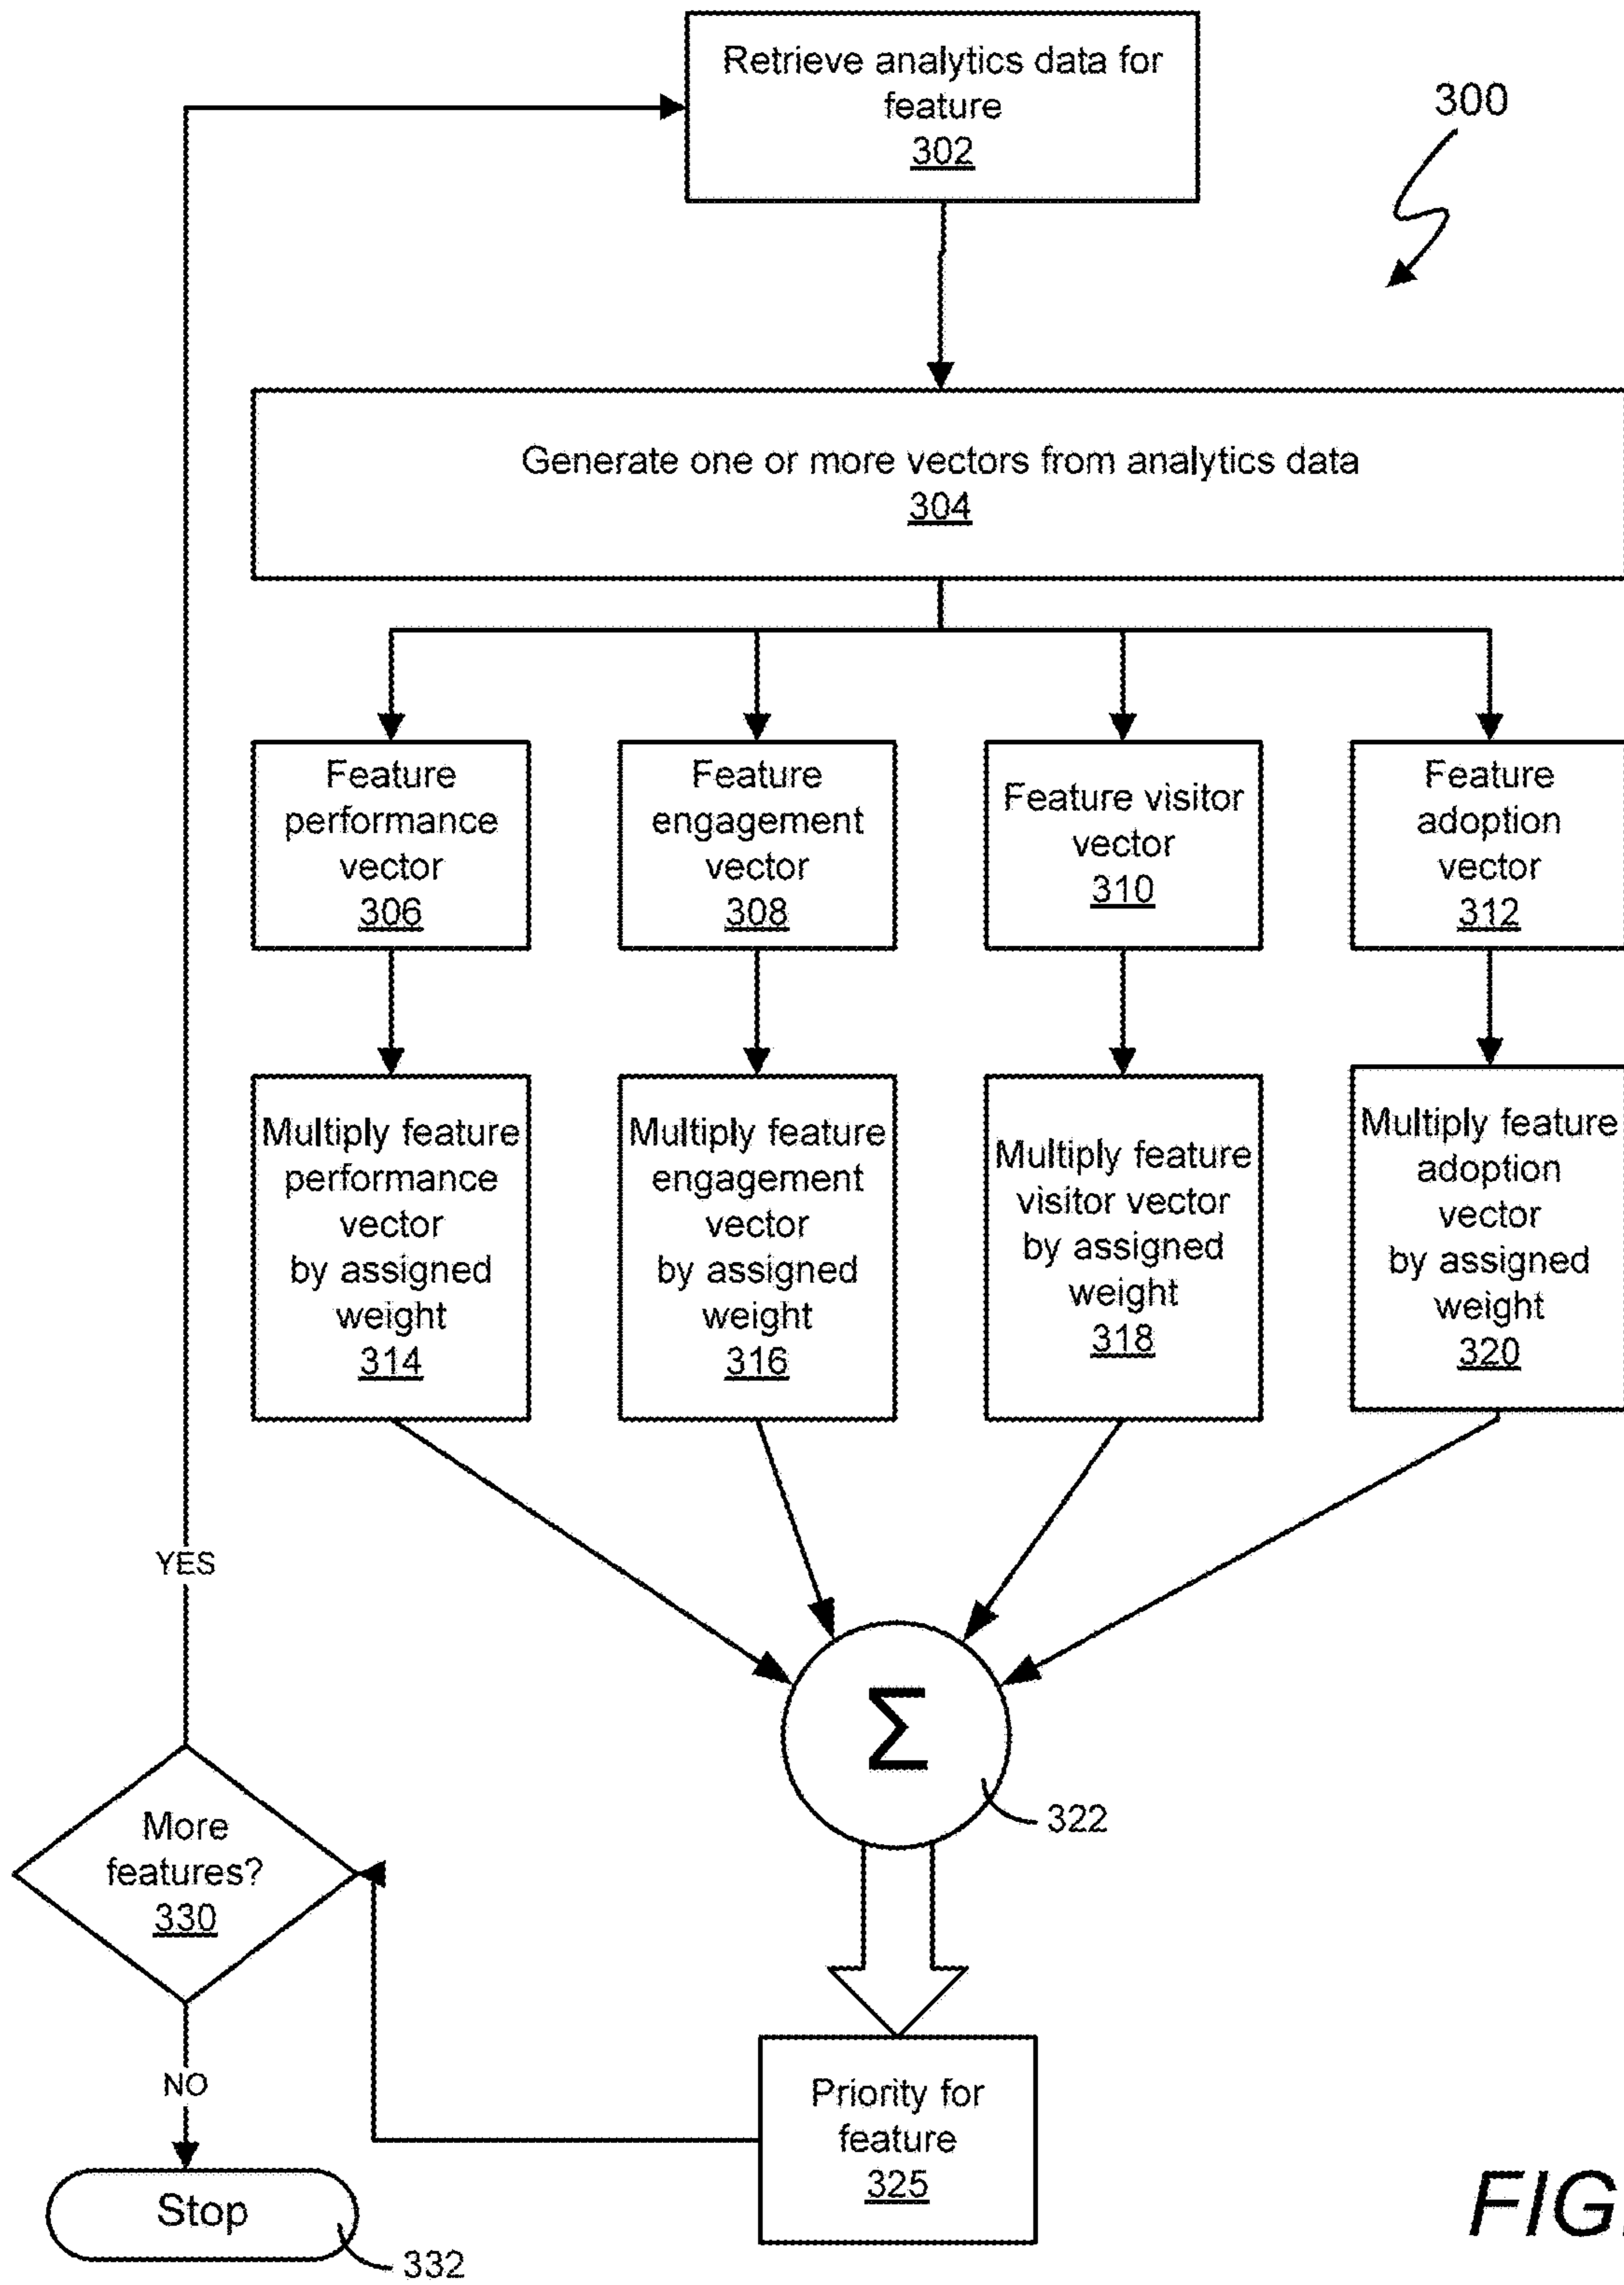 Retrieve analytics data for
feature
302
300
Generate one or more vectors from analytics data
304
Feature
performance
vector
306
Feature
engagement
vector
308
Feature visitor
vector
310
Feature
adoption
vector
312
Multiply feature
performance
vector
by assigned
weight
314
Multiply feature
engagement
vector
by assigned
weight
316
Multiply feature
visitor vector
by assigned
weight
318
Multiply feature
adoption
vector
by assigned
weight
320
YES
Σ
322
More
features?
330
NO
Priority for
feature
325
Stop
332
FIG.